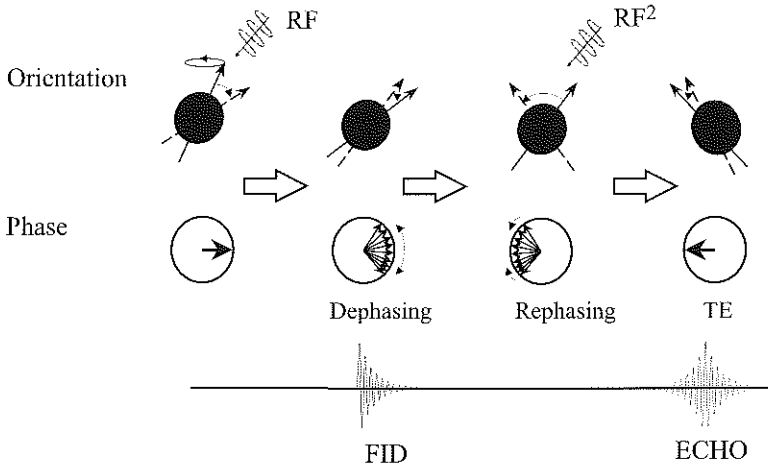 RF
RF²
Orientation
Phase
Dephasing
Rephasing
TE
FID
ECHO